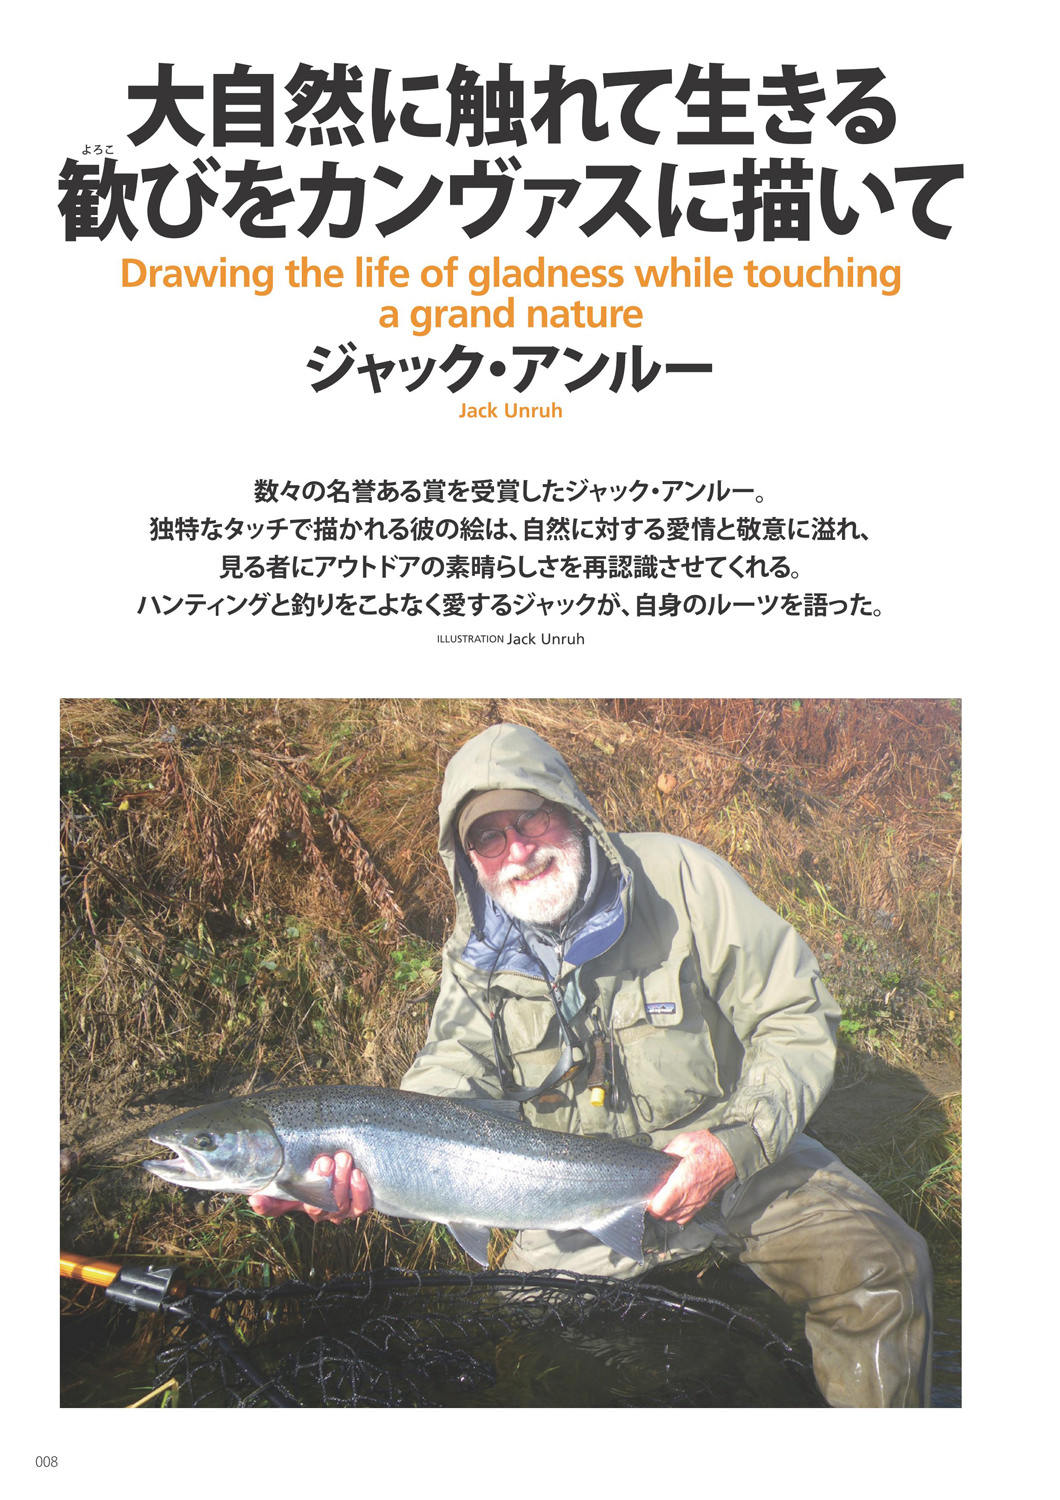 大自然に触れて生きる
よろこ
歓びをカンヴァスに描いて
Drawing the life of gladness while touching
a grand nature
ジャック・アンルー
Jack Unruh
数々の名誉ある賞を受賞したジャック・アンルー。
独特なタッチで描かれる彼の絵は、自然に対する愛情と敬意に溢れ、
見る者にアウトドアの素晴らしさを再認識させてくれる。
ハンティングと釣りをこよなく愛するジャックが、自身のルーツを語った。
ILLUSTRATION Jack Unruh
008